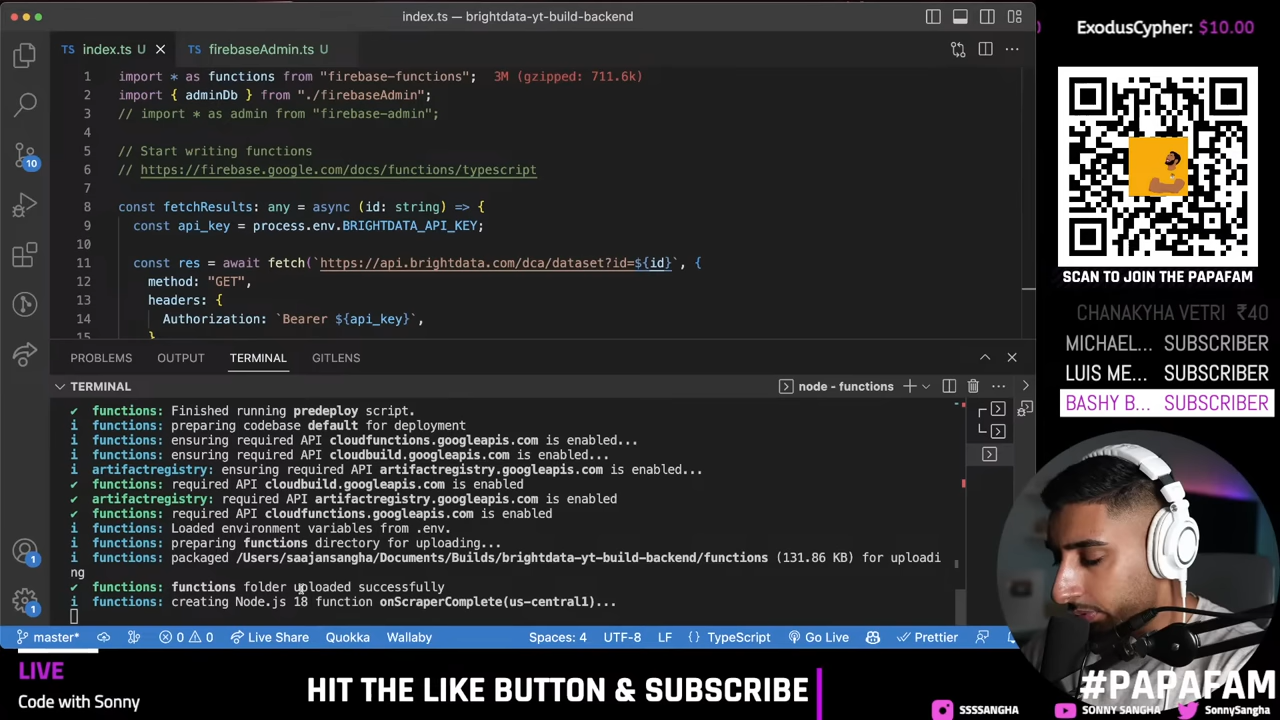 index.ts — brightdata-yt-build-backend
ExodusCypher: $10.00
TS index.ts U
TS firebaseAdmin.ts U
1 import * as functions from "firebase-functions"; 3M (gzipped: 711.6k)
2 import { adminDb } from "./firebaseAdmin";
3 // import * as admin from "firebase-admin";
4
5 // Start writing functions
6 // https://firebase.google.com/docs/functions/typescript
7
8 const fetchResults: any = async (id: string) => {
9 const api_key = process.env.BRIGHTDATA_API_KEY;
10
11 const res = await fetch(`https://api.brightdata.com/dca/dataset?id=${id}`, {
12 method: "GET",
13 headers: {
14 Authorization: `Bearer ${api_key}`,
15 }
10
1
1
SCAN TO JOIN THE PAPAFAM
CHANAKYHA VETRI ₹40
MICHAEL... SUBSCRIBER
LUIS ME... SUBSCRIBER
BASHY B... SUBSCRIBER
PROBLEMS OUTPUT TERMINAL GITLENS
TERMINAL
node - functions
✔ functions: Finished running predeploy script.
i functions: preparing codebase default for deployment
i functions: ensuring required API cloudfunctions.googleapis.com is enabled...
i functions: ensuring required API cloudbuild.googleapis.com is enabled...
i artifactregistry: ensuring required API artifactregistry.googleapis.com is enabled...
✔ functions: required API cloudbuild.googleapis.com is enabled
✔ artifactregistry: required API artifactregistry.googleapis.com is enabled
✔ functions: required API cloudfunctions.googleapis.com is enabled
i functions: Loaded environment variables from .env.
i functions: preparing functions directory for uploading...
i functions: packaged /Users/saajansangha/Documents/Builds/brightdata-yt-build-backend/functions (131.86 KB) for uploadi
ng
✔ functions: functions folder uploaded successfully
i functions: creating Node.js 18 function onScraperComplete(us-central1)...
master* 0 0 Live Share Quokka Wallaby Spaces: 4 UTF-8 LF {} TypeScript Go Live Prettier
LIVE
Code with Sonny
HIT THE LIKE BUTTON & SUBSCRIBE
#PAPAFAM
SSSSANGHA SONNY SANGHA SonnySangha